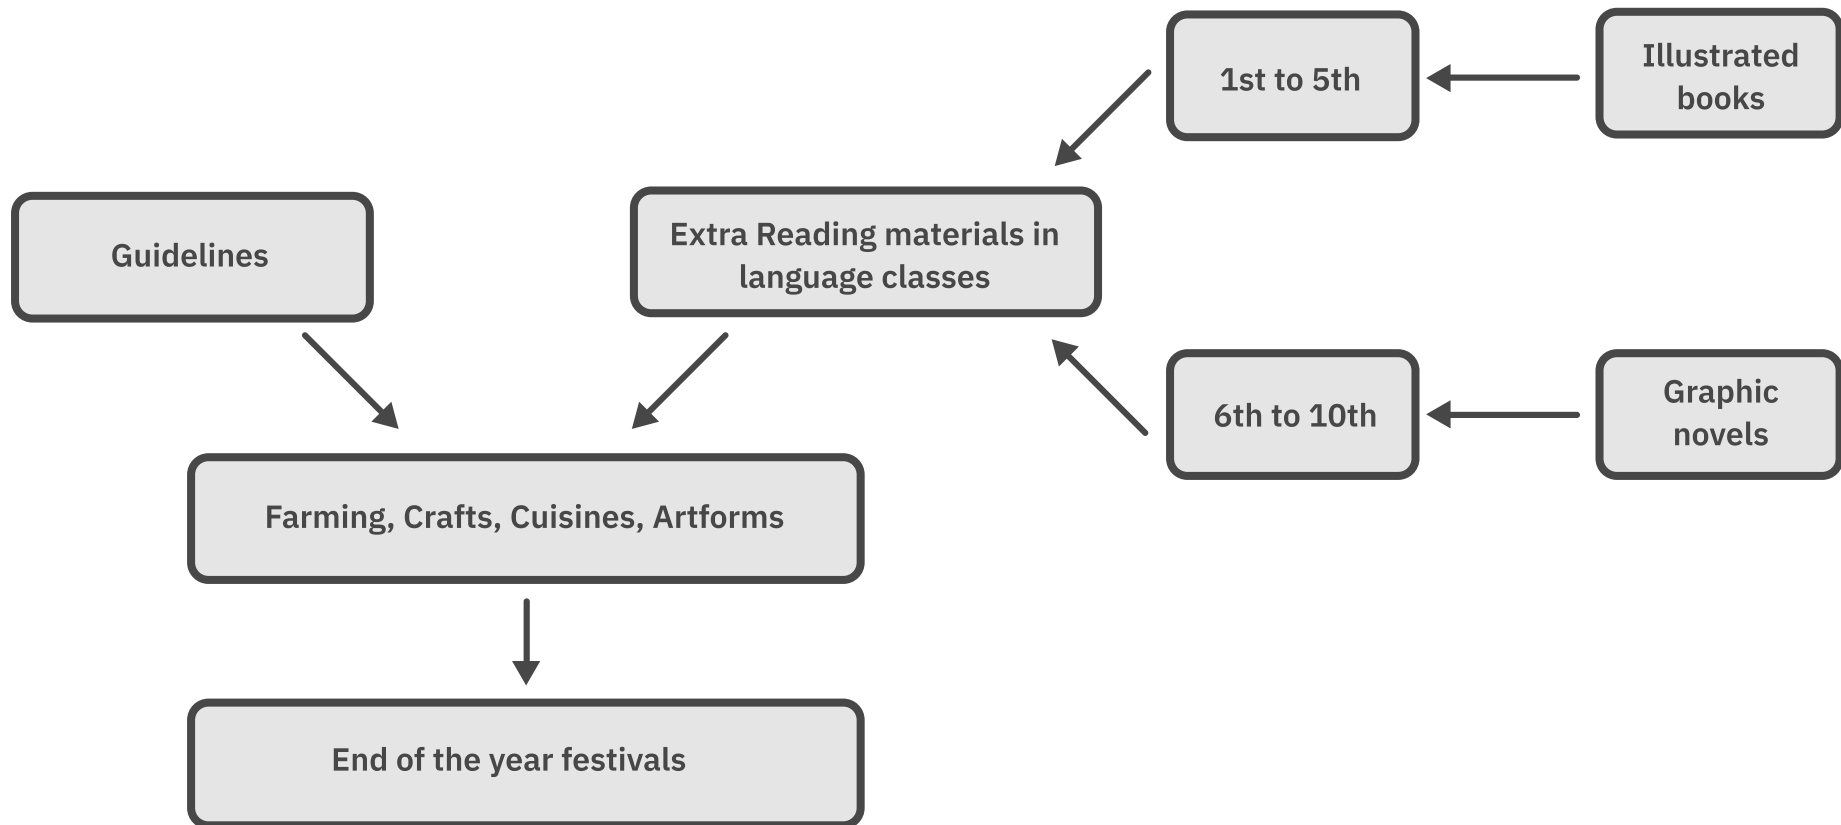 1st to 5th
Illustrated
books
Guidelines
Extra Reading materials in
language classes
6th to 10th
Graphic
novels
Farming, Crafts, Cuisines, Artforms
End of the year festivals